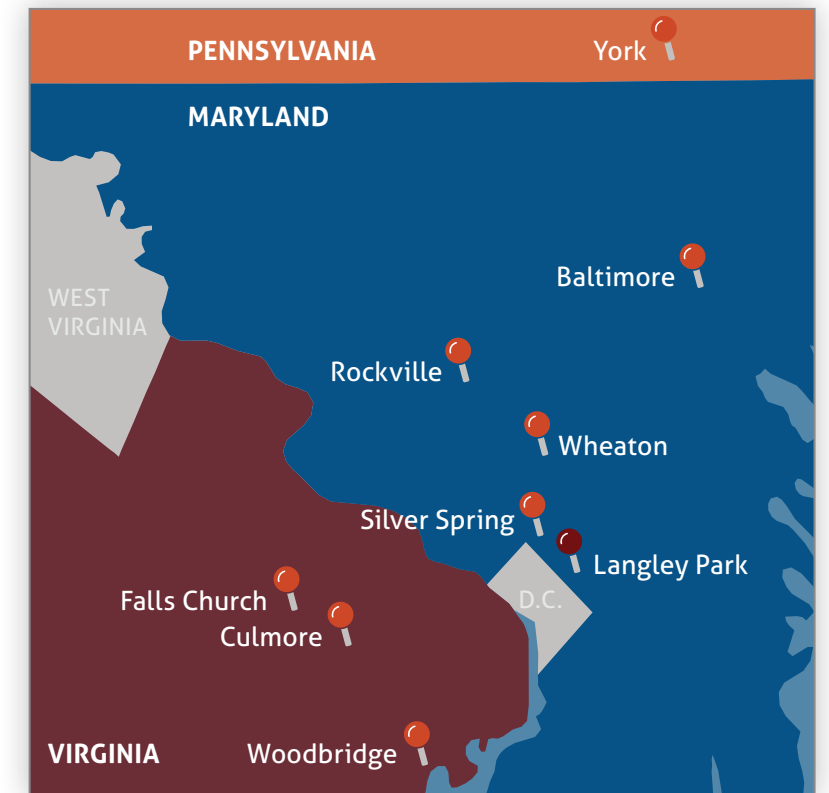 PENNSYLVANIA
York
MARYLAND
Baltimore
WEST
VIRGINIA
Rockville
Wheaton
Silver Spring
Langley Park
D.C.
Falls Church
Culmore
VIRGINIA
Woodbridge